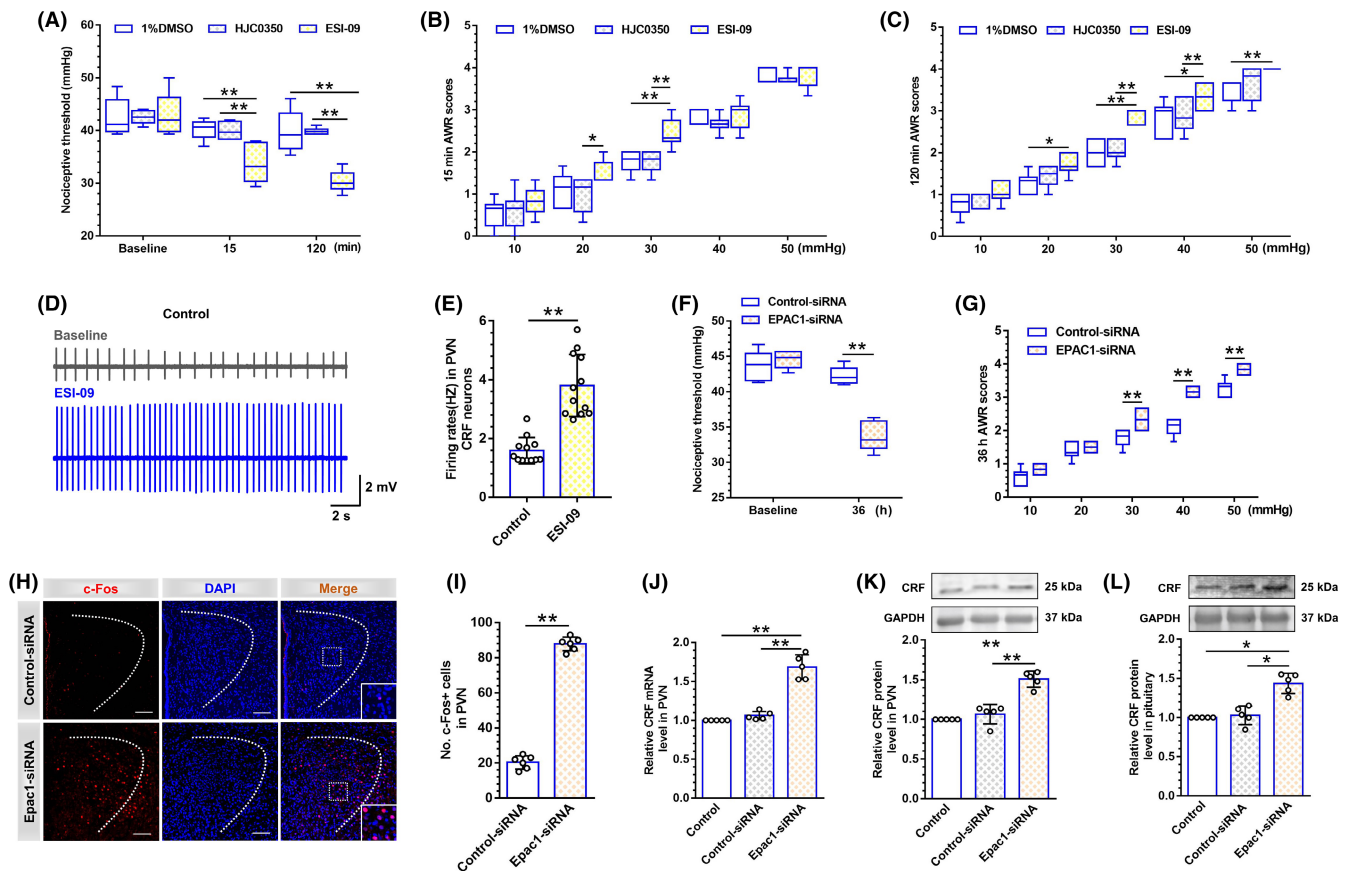 (A)
1%DMSO HJC0350 ESI-09
Nociceptive threshold (mmHg)
60
50
40
30
20
** **
** **
Baseline 15 120 (min)
(B)
1%DMSO HJC0350 ESI-09
15 min AWR scores
5
4
3
2
1
0
*
**
**
10 20 30 40 50 (mmHg)
(C)
1%DMSO HJC0350 ESI-09
120 min AWR scores
5
4
3
2
1
0
*
**
**
**
*
**
10 20 30 40 50 (mmHg)
(D)
Control
Baseline
ESI-09
2 mV
2 s
(E)
Firing rates(HZ) in PVN
CRF neurons
6
4
2
0
**
Control ESI-09
(F)
Control-siRNA
EPAC1-siRNA
Nociceptive threshold (mmHg)
50
45
40
35
30
25
**
Baseline 36 (h)
(G)
Control-siRNA
EPAC1-siRNA
36 h AWR scores
5
4
3
2
1
0
** ** **
10 20 30 40 50 (mmHg)
(H)
c-Fos DAPI Merge
Control-siRNA
Epac1-siRNA
(I)
No. c-Fos+ cells
in PVN
100
80
60
40
20
0
**
Control-siRNA Epac1-siRNA
(J)
Relative CRF mRNA
level in PVN
2.0
1.5
1.0
0.5
0.0
**
**
Control Control-siRNA Epac1-siRNA
(K)
CRF 25 kDa
GAPDH 37 kDa
Relative CRF protein
level in PVN
2.0
1.5
1.0
0.5
0.0
**
**
Control Control-siRNA Epac1-siRNA
(L)
CRF 25 kDa
GAPDH 37 kDa
Relative CRF protein
level in pituitary
2.0
1.5
1.0
0.5
0.0
*
*
Control Control-siRNA Epac1-siRNA